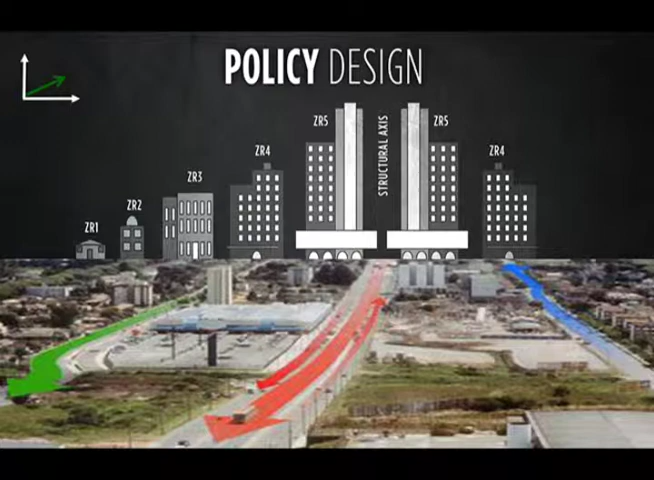 POLICY DESIGN
ZR1
ZR2
ZR3
ZR4
ZR5
STRUCTURAL AXIS
ZR5
ZR4